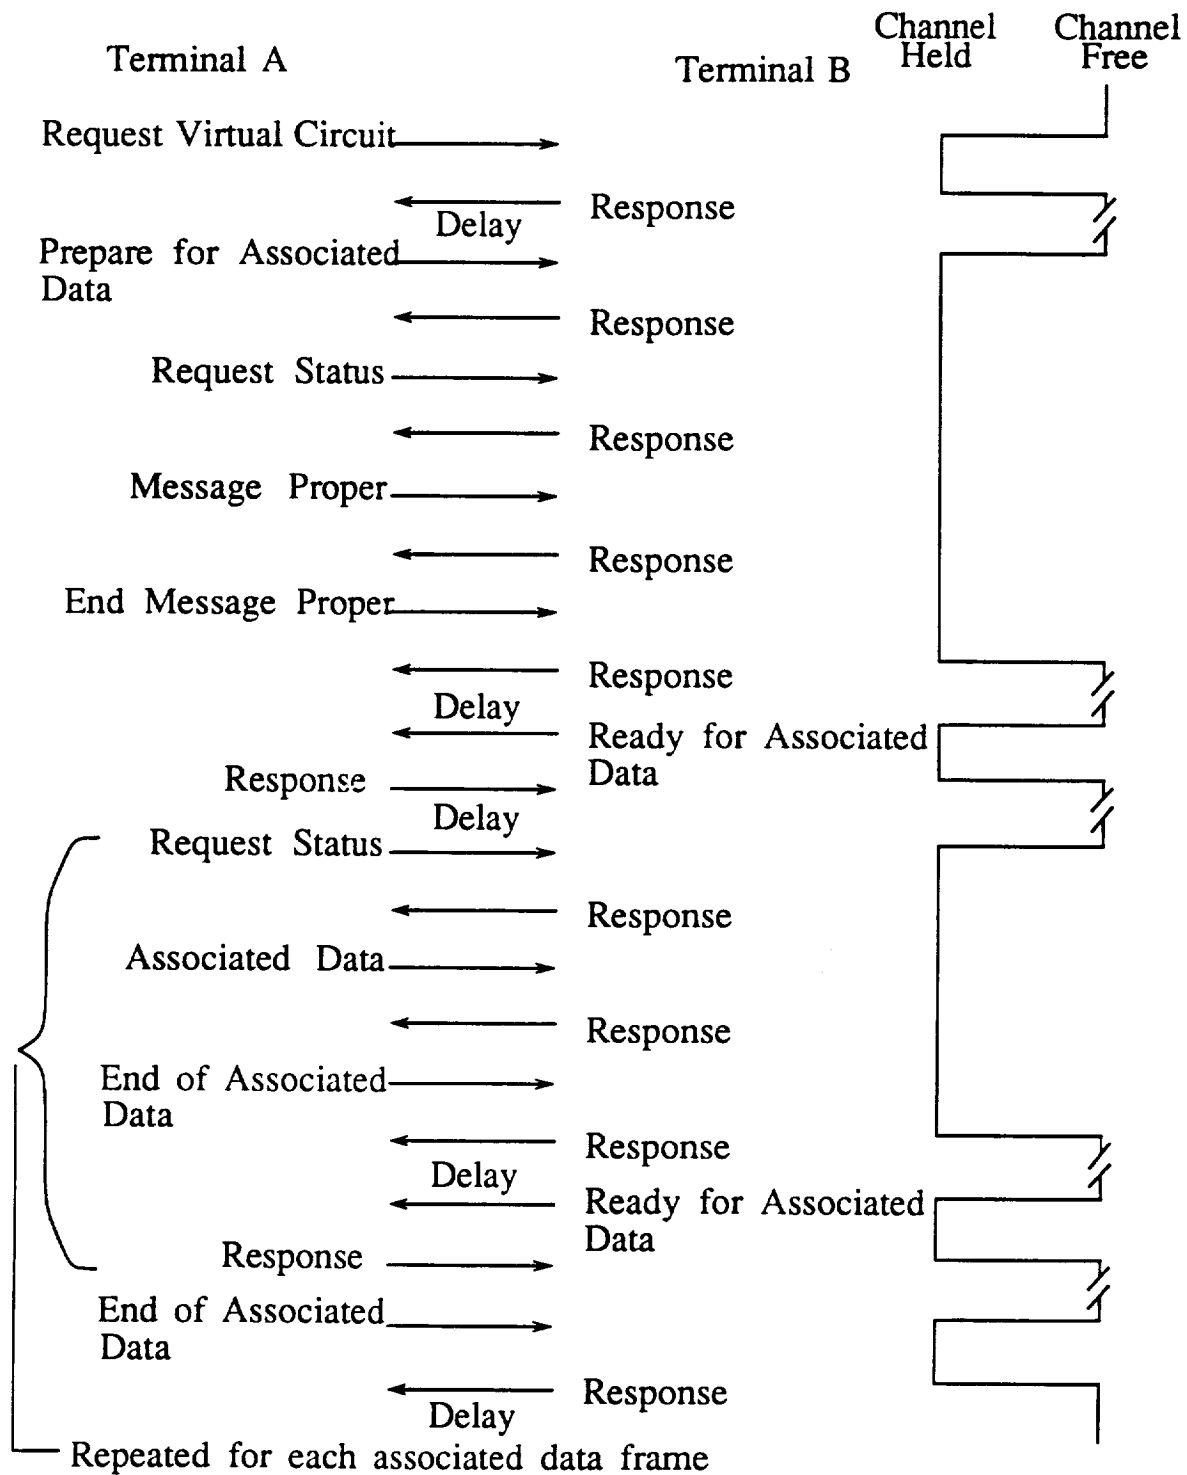 Terminal A
Terminal B
Channel
Held
Channel
Free
Request Virtual Circuit
Response
Delay
Prepare for Associated
Data
Response
Request Status
Response
Message Proper
Response
End Message Proper
Response
Delay
Ready for Associated
Data
Response
Delay
Request Status
Response
Associated Data
Response
End of Associated
Data
Response
Delay
Ready for Associated
Data
Response
End of Associated
Data
Response
Delay
Repeated for each associated data frame